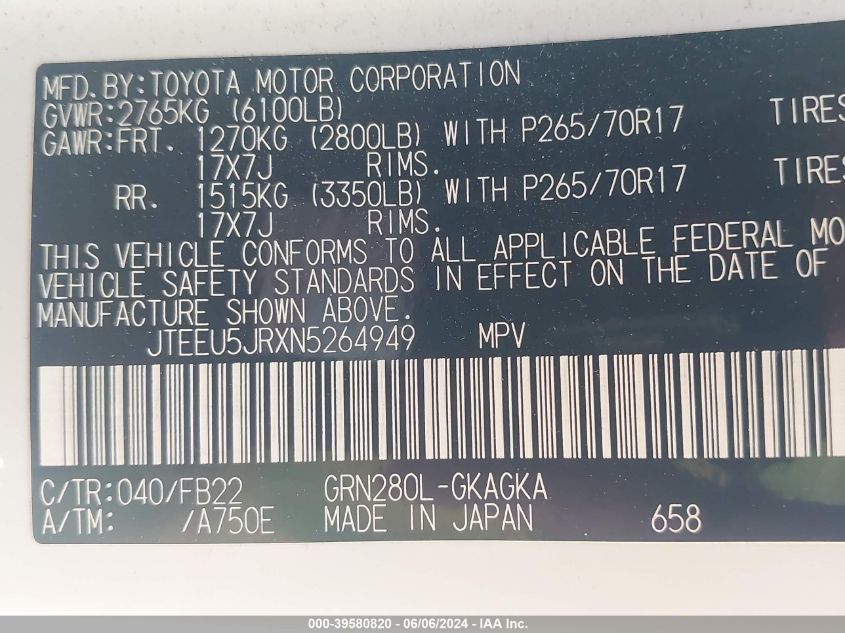 MFD.BY:TOYOTA MOTOR CORPORATION
GVWR:2765KG (6100LB)
GAWR:FRT. 1270KG (2800LB) WITH P265/70R17 TIRES
17X7J RIMS.
RR. 1515KG (3350LB) WITH P265/70R17 TIRES
17X7J RIMS.
THIS VEHICLE CONFORMS TO ALL APPLICABLE FEDERAL MO
VEHICLE SAFETY STANDARDS IN EFFECT ON THE DATE OF
MANUFACTURE SHOWN ABOVE.
JTEEU5JRXN5264949 MPV
C/TR:040/FB22 GRN280L-GKAGKA
A/TM: /A750E MADE IN JAPAN 658
000-39580820 - 06/06/2024 - IAA Inc.